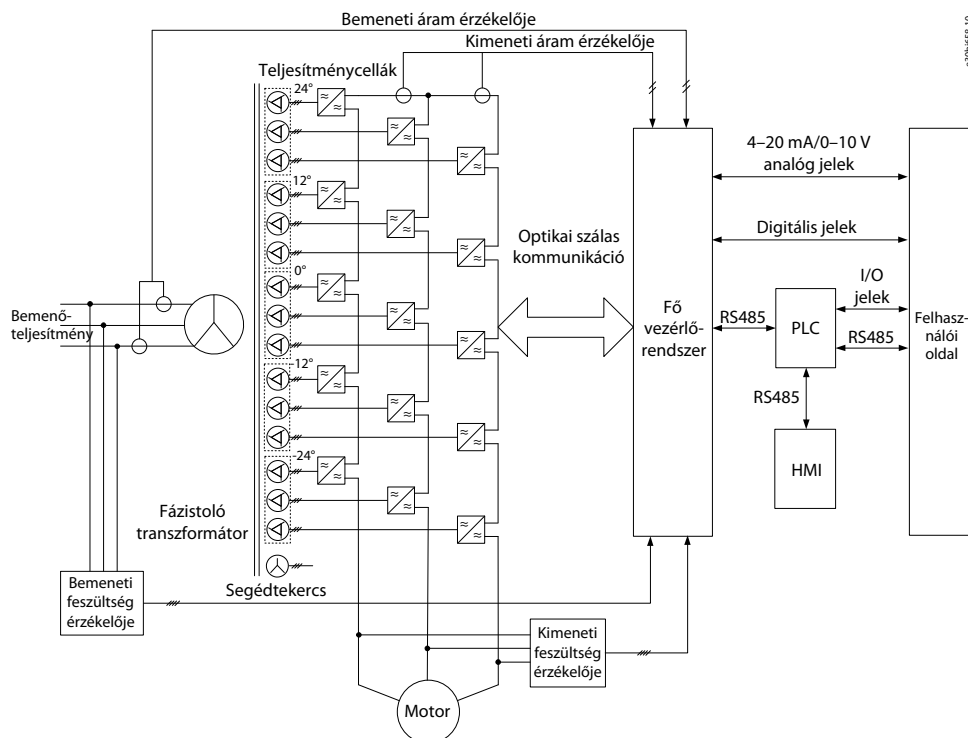 Bemeneti áram érzékelője
Kimeneti áram érzékelője
Teljesítménycellák
24°
12°
0°
-12°
-24°
Bemenő-
teljesítmény
Fázistoló
transzformátor
Segédtekercs
Bemeneti
feszültség
érzékelője
Optikai szálas
kommunikáció
Fő
vezérlő-
rendszer
4–20 mA/0–10 V
analóg jelek
Digitális jelek
I/O
jelek
RS485
PLC
RS485
RS485
HMI
Felhasz-
nálói
oldal
Kimeneti
feszültség
érzékelője
Motor